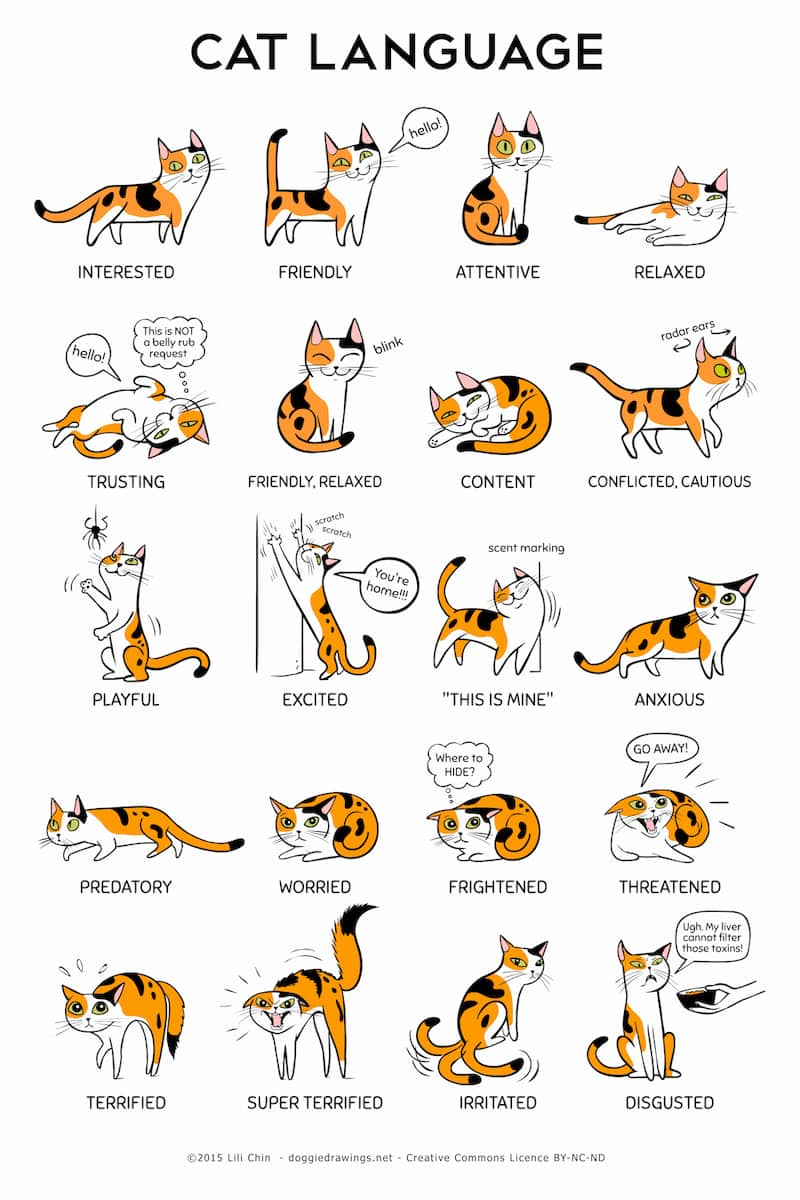 CAT LANGUAGE
hello!
INTERESTED
FRIENDLY
ATTENTIVE
RELAXED
hello!
This is NOT
a belly rub
request
blink
radar ears
TRUSTING
FRIENDLY, RELAXED
CONTENT
CONFLICTED, CAUTIOUS
scratch
scratch
You're
home!!!
scent marking
PLAYFUL
EXCITED
"THIS IS MINE"
ANXIOUS
Where to
HIDE?
GO AWAY!
PREDATORY
WORRIED
FRIGHTENED
THREATENED
Ugh. My liver
cannot filter
those toxins!
TERRIFIED
SUPER TERRIFIED
IRRITATED
DISGUSTED
©2015 Lili Chin - doggiedrawings.net - Creative Commons Licence BY-NC-ND